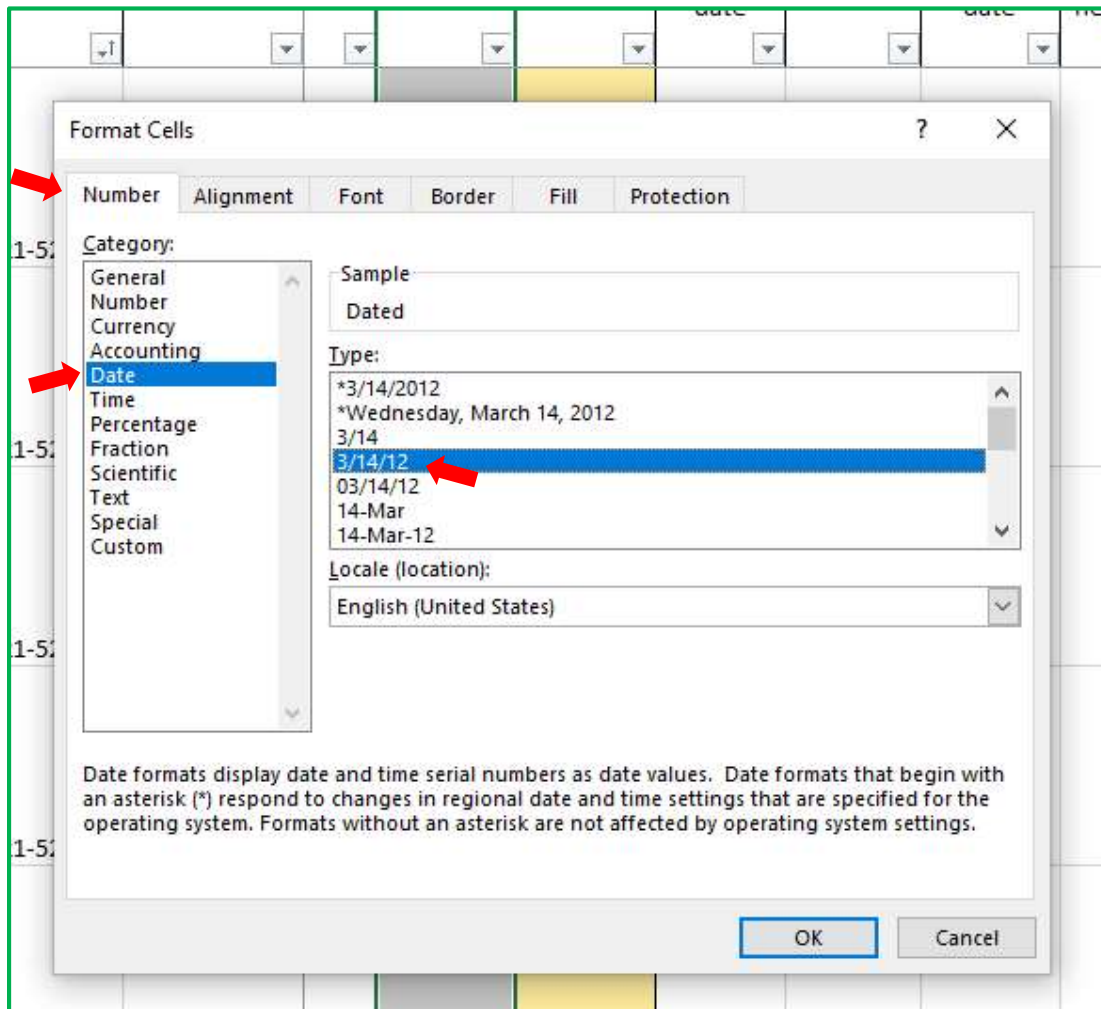 Format Cells ?
Number Alignment Font Border Fill Protection
Category:
General
Number
Currency
Accounting
Date
Time
Percentage
Fraction
Scientific
Text
Special
Custom
Sample
Dated
Type:
*3/14/2012
*Wednesday, March 14, 2012
3/14
3/14/12
03/14/12
14-Mar
14-Mar-12
Locale (location):
English (United States)
Date formats display date and time serial numbers as date values.  Date formats that begin with
an asterisk (*) respond to changes in regional date and time settings that are specified for the
operating system. Formats without an asterisk are not affected by operating system settings.
OK Cancel